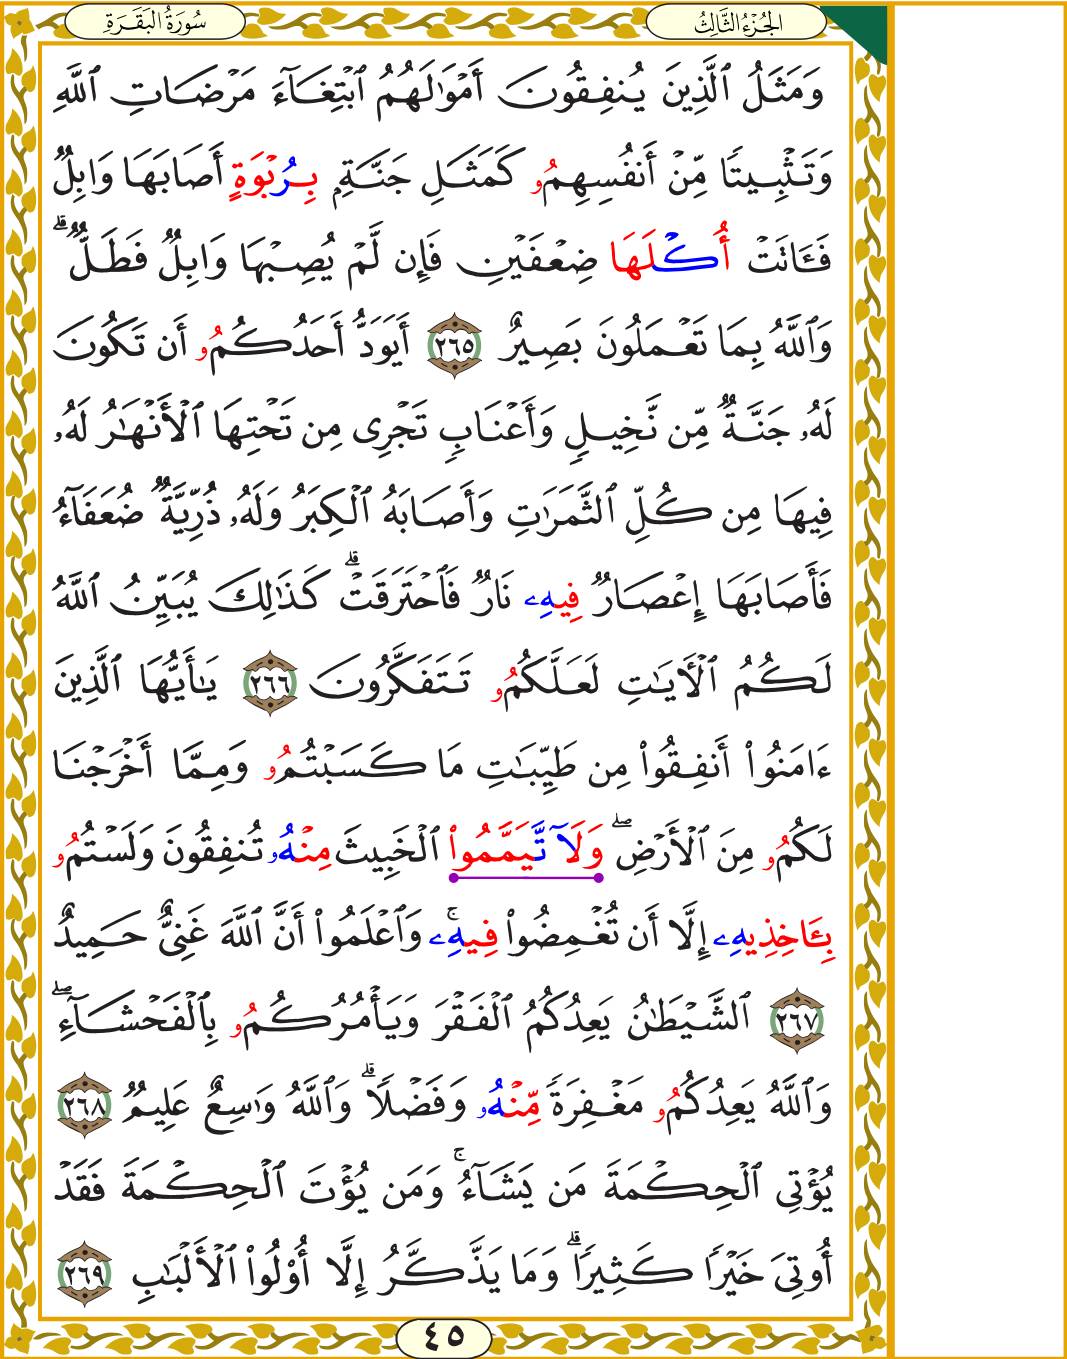 الجُزْءُ الثَّالِثُ
سُورَةُ البَقَرَةِ
وَمَثَلُ ٱلَّذِينَ يُنفِقُونَ أَمْوَٰلَهُمُ ٱبْتِغَآءَ مَرْضَاتِ ٱللَّهِ
وَتَثْبِيتًا مِّنْ أَنفُسِهِمُۥ كَمَثَلِ جَنَّةِۭ بِرُبْوَةٍ أَصَابَهَا وَابِلٌ
فَـَٔاتَتْ أُكْلَهَا ضِعْفَيْنِ فَإِن لَّمْ يُصِبْهَا وَابِلٌ فَطَلٌّ ۗ
وَٱللَّهُ بِمَا تَعْمَلُونَ بَصِيرٌ ٢٦٥ أَيَوَدُّ أَحَدُكُمُۥ أَن تَكُونَ
لَهُۥ جَنَّةٌ مِّن نَّخِيلٍ وَأَعْنَابٍ تَجْرِى مِن تَحْتِهَا ٱلْأَنْهَٰرُ لَهُۥ
فِيهَا مِن كُلِّ ٱلثَّمَرَٰتِ وَأَصَابَهُ ٱلْكِبَرُ وَلَهُۥ ذُرِّيَّةٌ ضُعَفَآءُ
فَأَصَابَهَا إِعْصَارٌ فِيهِۦ نَارٌ فَٱحْتَرَقَتْ ۗ كَذَٰلِكَ يُبَيِّنُ ٱللَّهُ
لَكُمُ ٱلْأَيَٰتِ لَعَلَّكُمُۥ تَتَفَكَّرُونَ ٢٦٦ يَٰٓأَيُّهَا ٱلَّذِينَ
ءَامَنُوا۟ أَنفِقُوا۟ مِن طَيِّبَٰتِ مَا كَسَبْتُمُۥ وَمِمَّا أَخْرَجْنَا
لَكُمُۥ مِنَ ٱلْأَرْضِ ۖ وَلَآ تَّيَمَّمُوا۟ ٱلْخَبِيثَ مِنْهُۥ تُنفِقُونَ وَلَسْتُمُۥ
بِـَٔاخِذِيهِۦ إِلَّا أَن تُغْمِضُوا۟ فِيهِۦ ۚ وَٱعْلَمُوا۟ أَنَّ ٱللَّهَ غَنِىٌّ حَمِيدٌ
٢٦٧ ٱلشَّيْطَٰنُ يَعِدُكُمُ ٱلْفَقْرَ وَيَأْمُرُكُمُۥ بِٱلْفَحْشَآءِ ۖ
وَٱللَّهُ يَعِدُكُمُۥ مَغْفِرَةً مِّنْهُۥ وَفَضْلًا ۗ وَٱللَّهُ وَٰسِعٌ عَلِيمٌ ٢٦٨
يُؤْتِى ٱلْحِكْمَةَ مَن يَشَآءُ ۚ وَمَن يُؤْتَ ٱلْحِكْمَةَ فَقَدْ
أُوتِىَ خَيْرًا كَثِيرًا ۗ وَمَا يَذَّكَّرُ إِلَّا أُو۟لُوا۟ ٱلْأَلْبَٰبِ ٢٦٩
٤٥